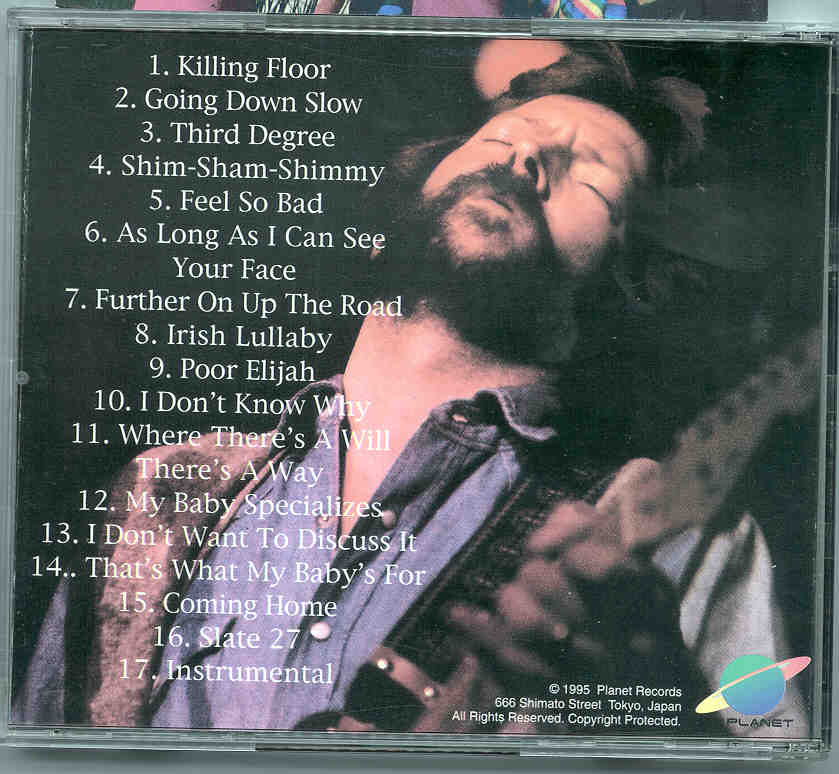 1. Killing Floor
2. Going Down Slow
3. Third Degree
4. Shim-Sham-Shimmy
5. Feel So Bad
6. As Long As I Can See
Your Face
7. Further On Up The Road
8. Irish Lullaby
9. Poor Elijah
10. I Don't Know Why
11. Where There's A Will
There's A Way
12. My Baby Specializes
13. I Don't Want To Discuss It
14.. That's What My Baby's For
15. Coming Home
16. Slate 27
17. Instrumental
© 1995 Planet Records
666 Shimato Street Tokyo, Japan
All Rights Reserved. Copyright Protected.
PLANET